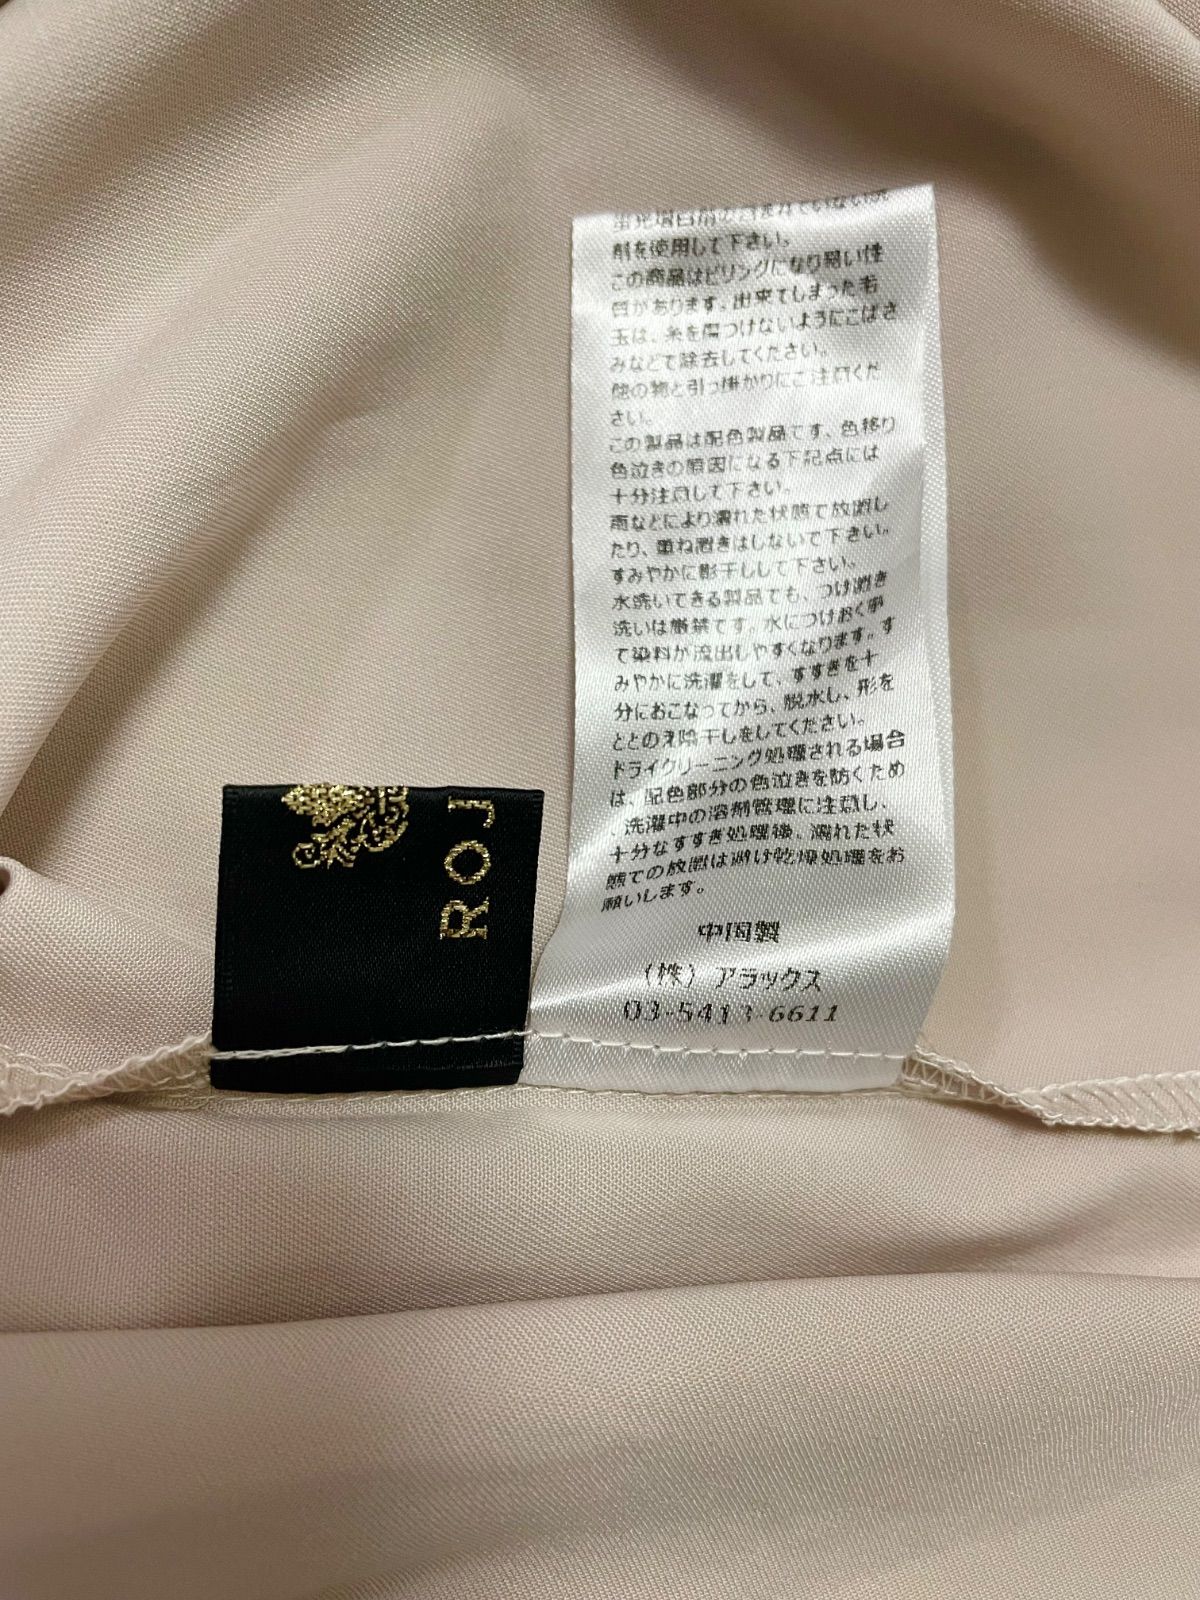 蛍光増白剤の含まれていない洗
剤を使用して下さい。
この商品はピリングになり易い性
質があります。出来てしまった毛
玉は、糸を傷つけないようにこばさ
みなどで除去してください。
他の物と引っ掛かりにご注意くだ
さい。
この製品は配色製品です、色移り
色泣きの原因になる下記点には
十分注意して下さい。
雨などにより濡れた状態で放置し
たり、重ね置きはしないで下さい。
すみやかに影干しして下さい。
水洗いできる製品でも、つけ置き
洗いは厳禁です。水につけおく事
で染料が流出しやすくなります。す
みやかに洗濯をして、すすぎを十
分におこなってから、脱水し、形を
ととのえ陰干しをしてください。
ドライクリーニング処理される場合
は、配色部分の色泣きを防ぐため
、洗濯中の溶剤管理に注意し、
十分なすすぎ処理後、濡れた状
態での放置は避け乾燥処理をお
願いします。
中国製
（株）アラックス
03-5413-6611
ROJ